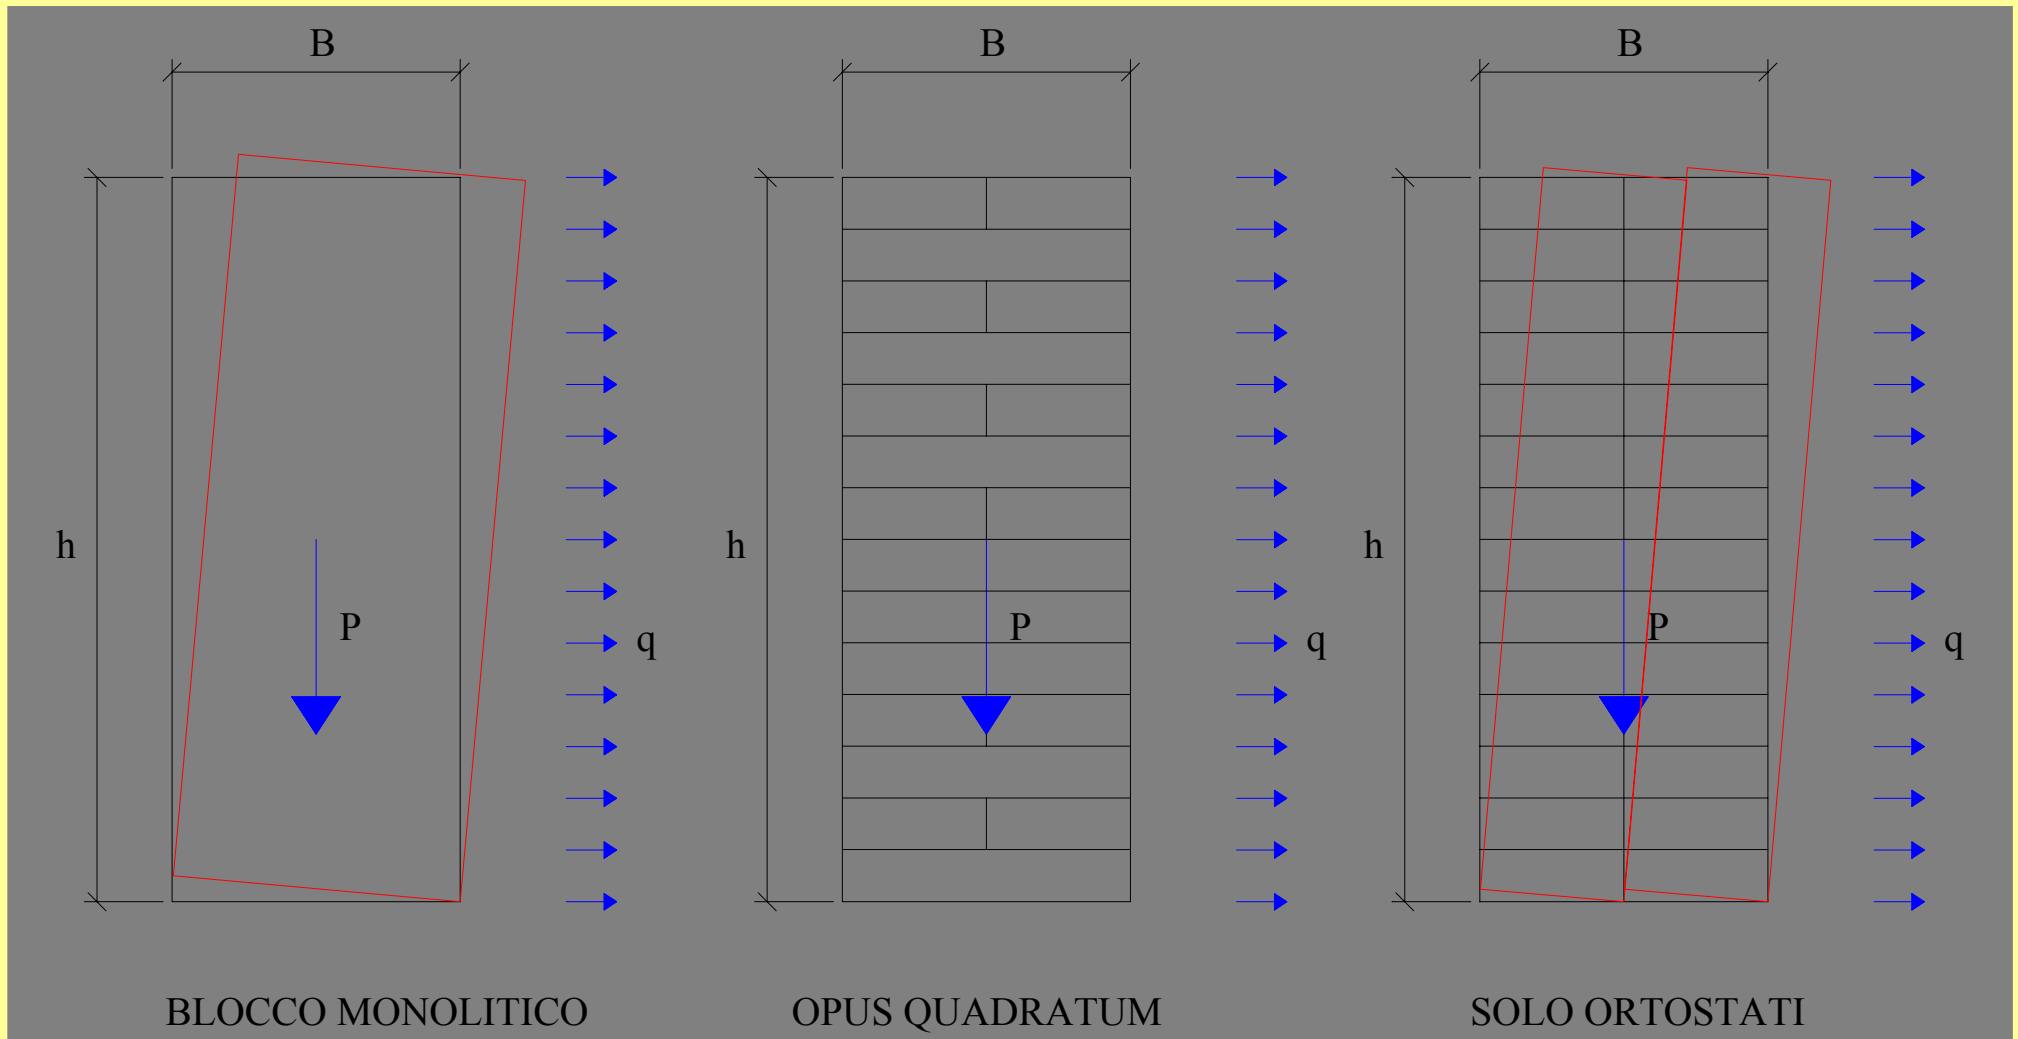 B B B
h P q h P q h P q
BLOCCO MONOLITICO OPUS QUADRATUM SOLO ORTOSTATI